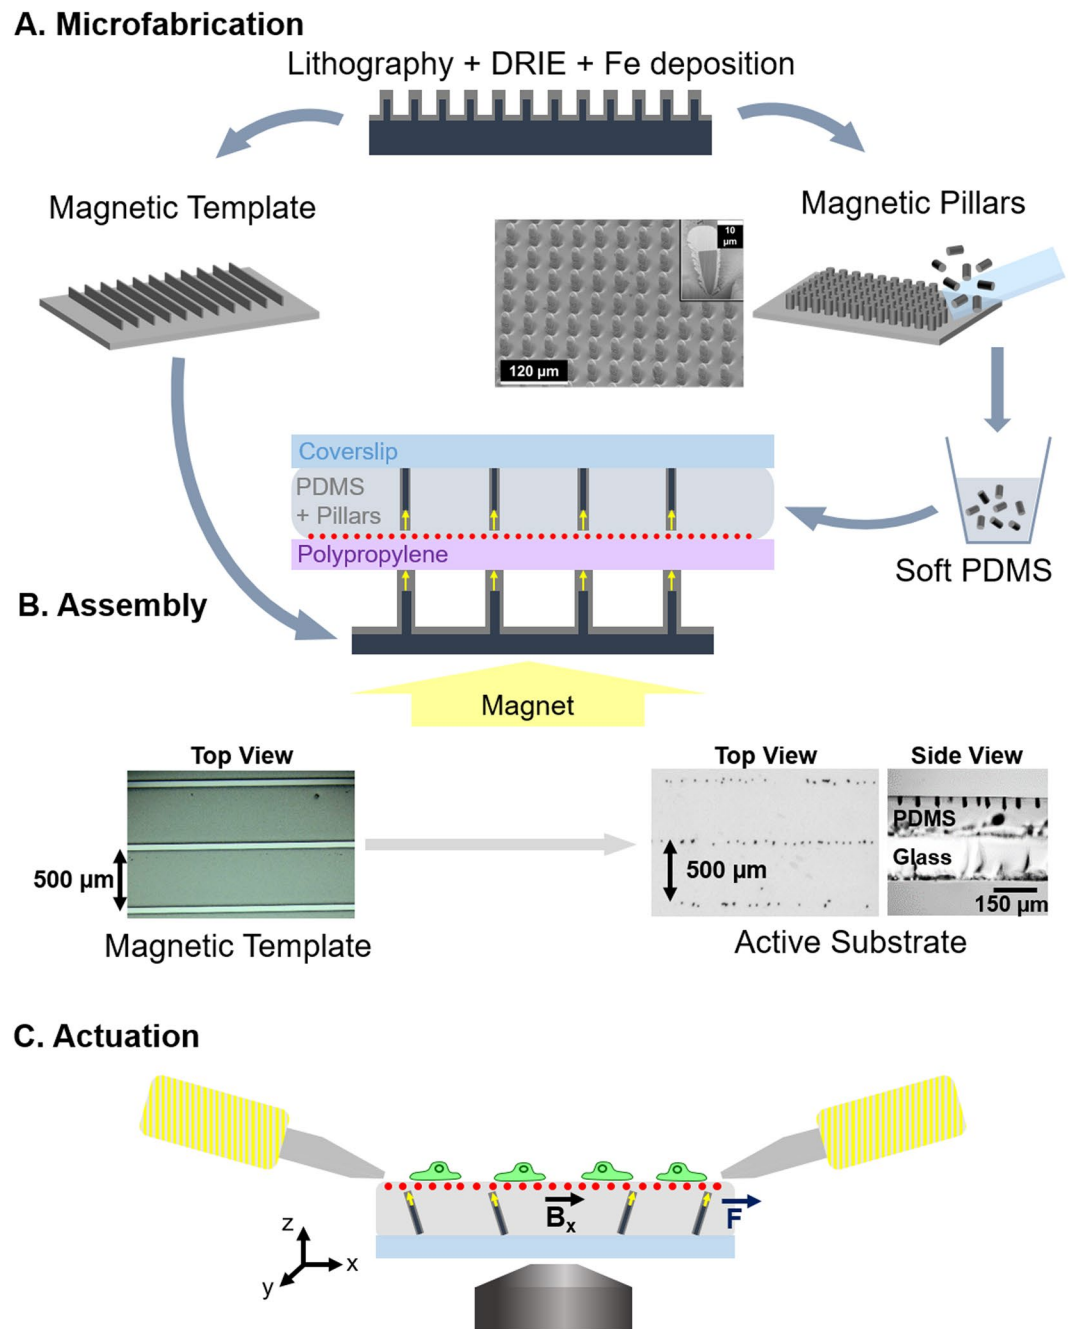 A. Microfabrication
Lithography + DRIE + Fe deposition
Magnetic Template
Magnetic Pillars
10
µm
120 µm
Coverslip
PDMS
+ Pillars
Polypropylene
Soft PDMS
B. Assembly
Magnet
Top View
Top View
Side View
500 µm
500 µm
PDMS
Glass
150 µm
Magnetic Template
Active Substrate
C. Actuation
Bx
F
z
x
y